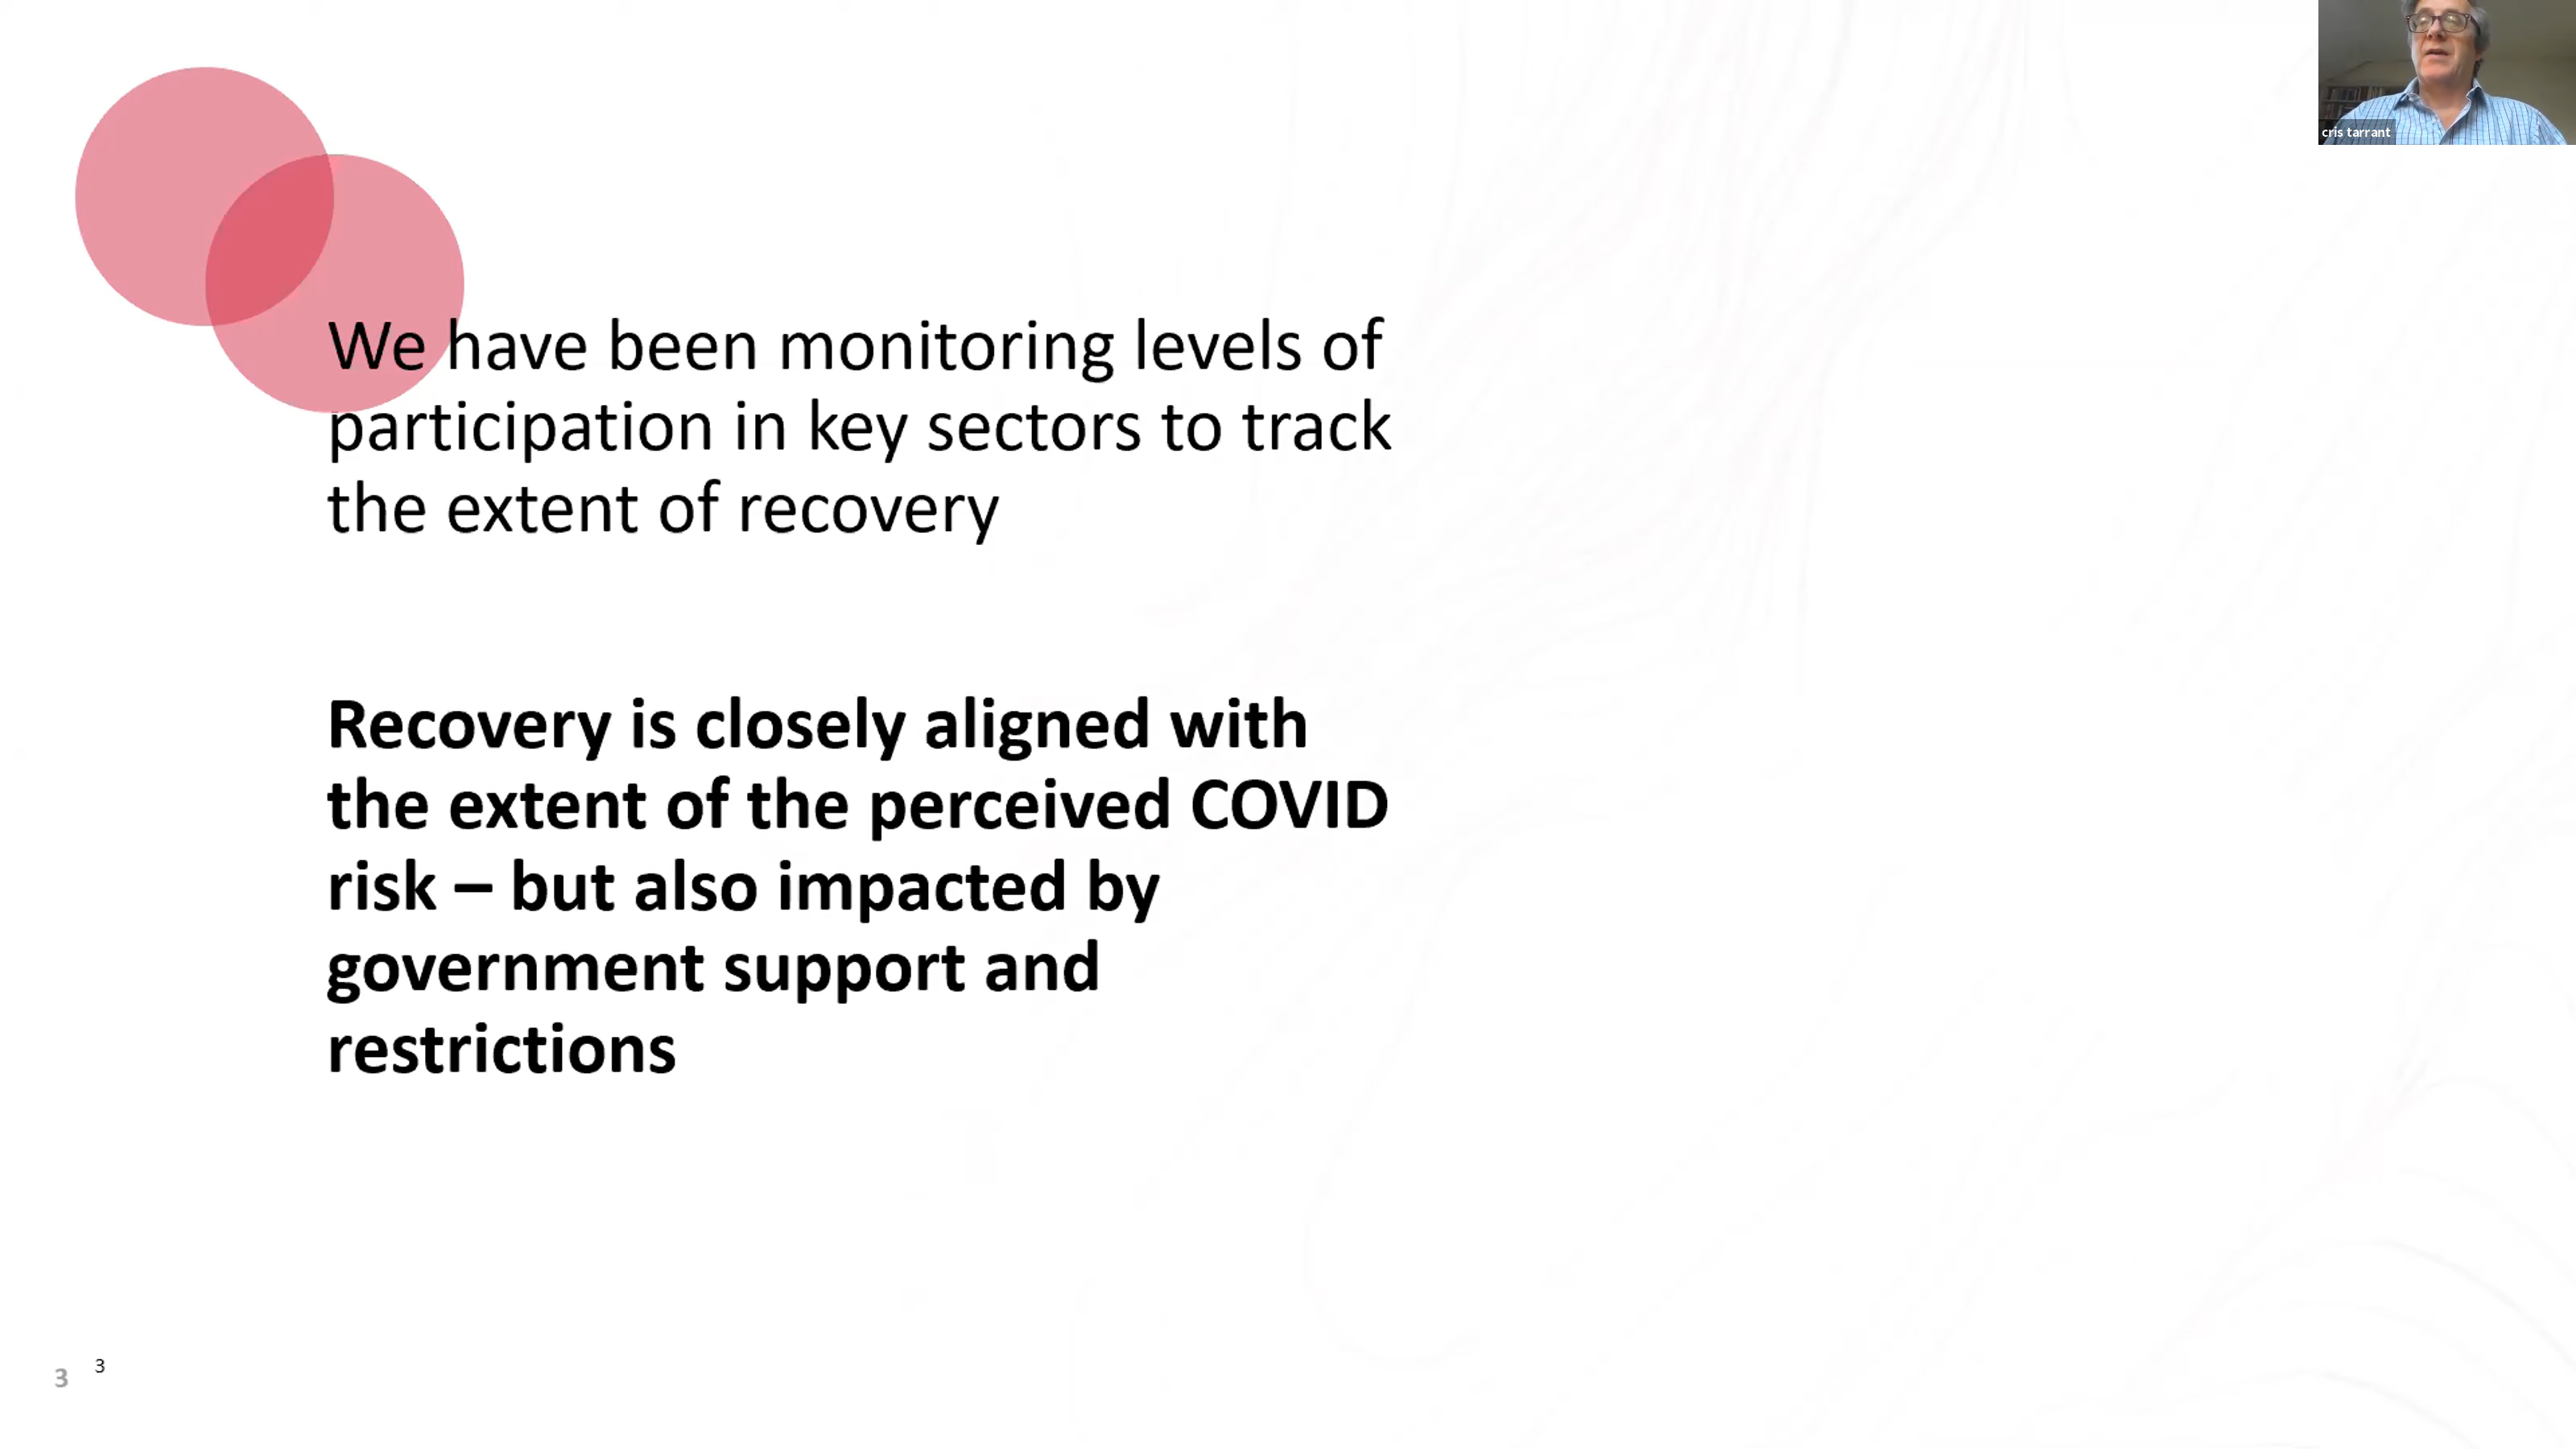 cris tarrant
We have been monitoring levels of
participation in key sectors to track
the extent of recovery
Recovery is closely aligned with
the extent of the perceived COVID
risk – but also impacted by
government support and
restrictions
3
3